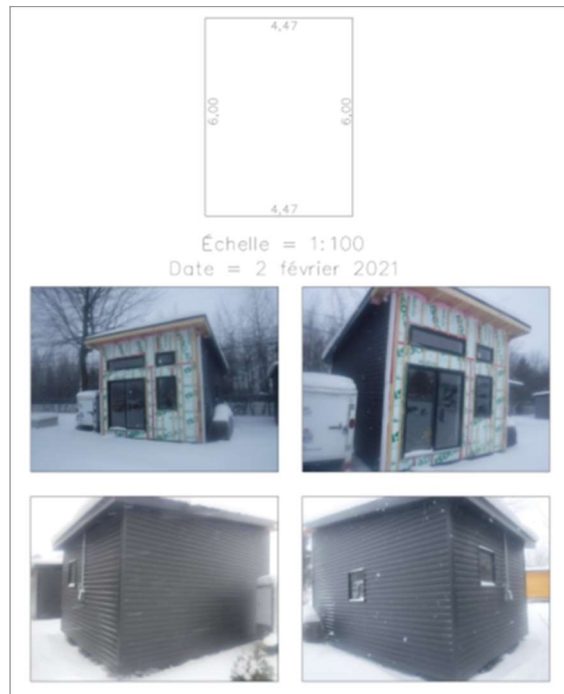 4,47
6,00
6,00
4,47
Échelle = 1:100
Date = 2 février 2021